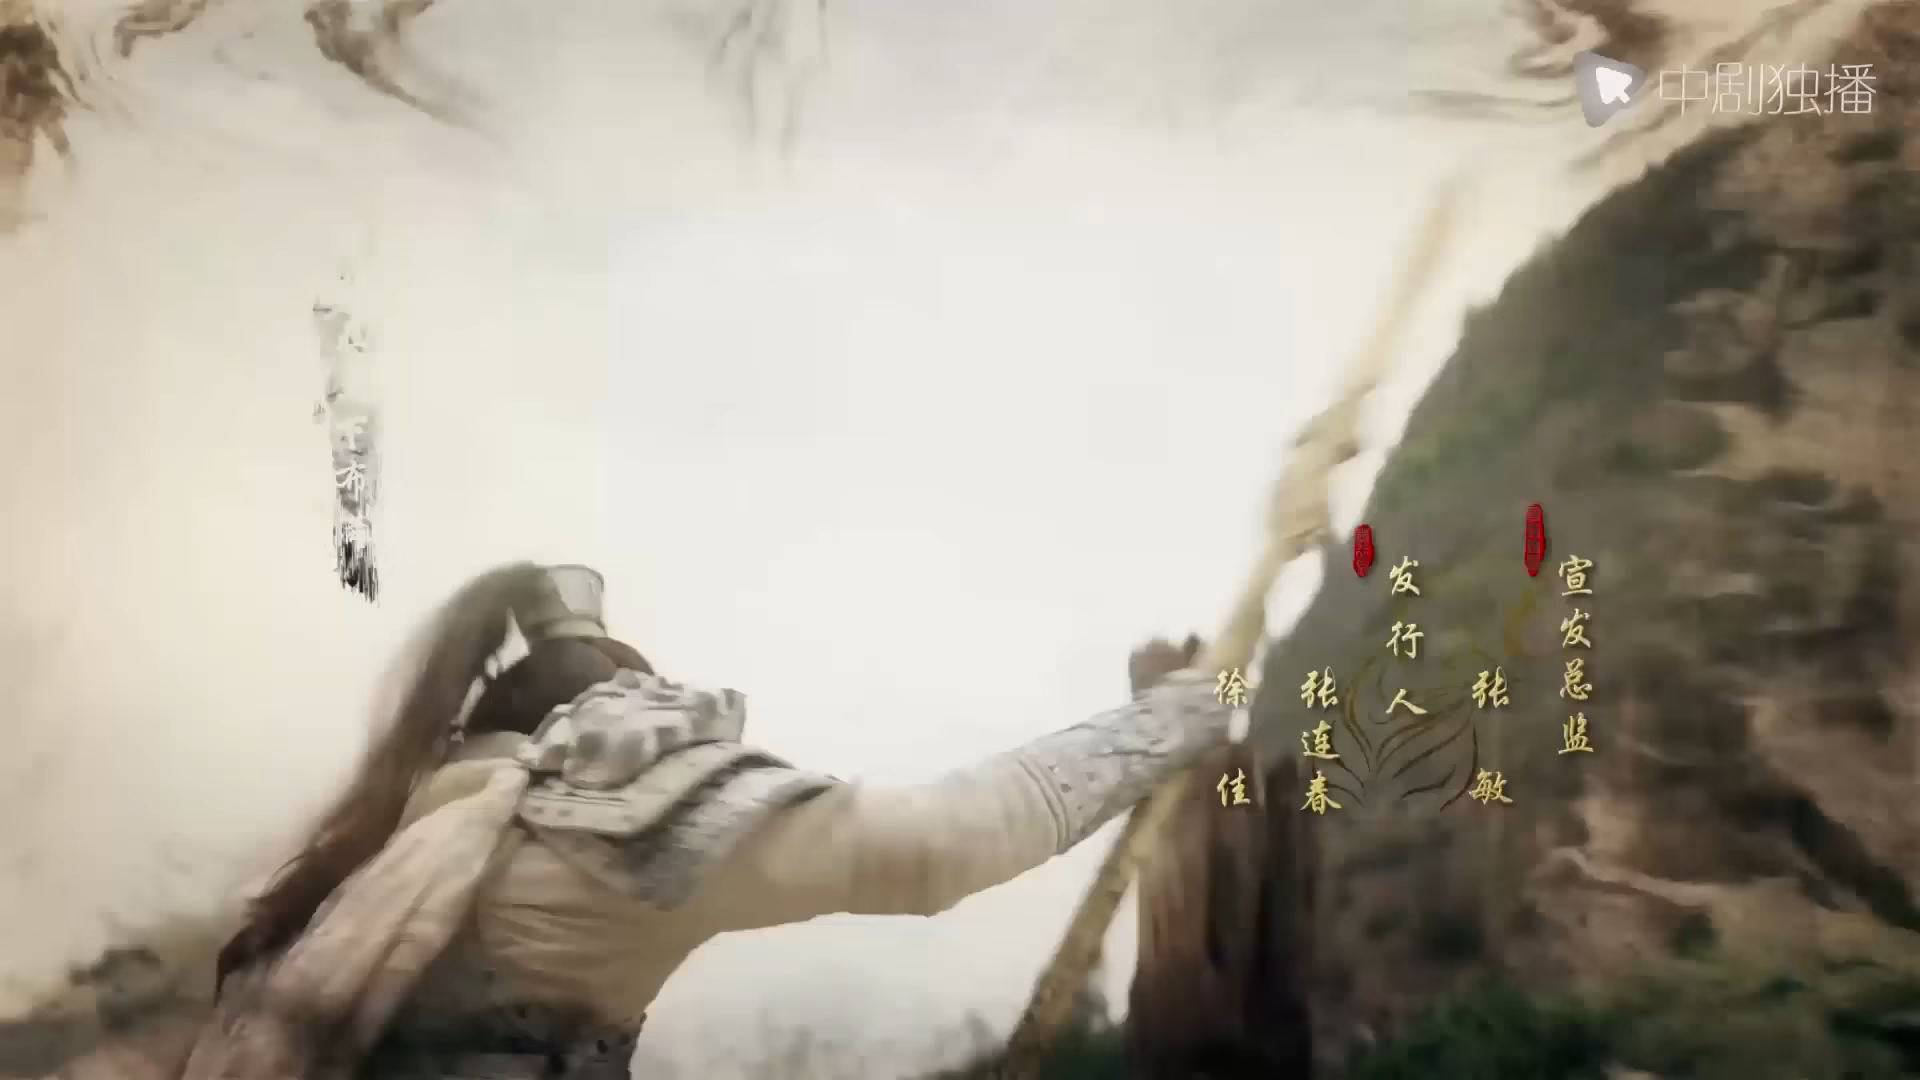 中剧独播
宣发总监
张敏
发行人
张连春
徐佳